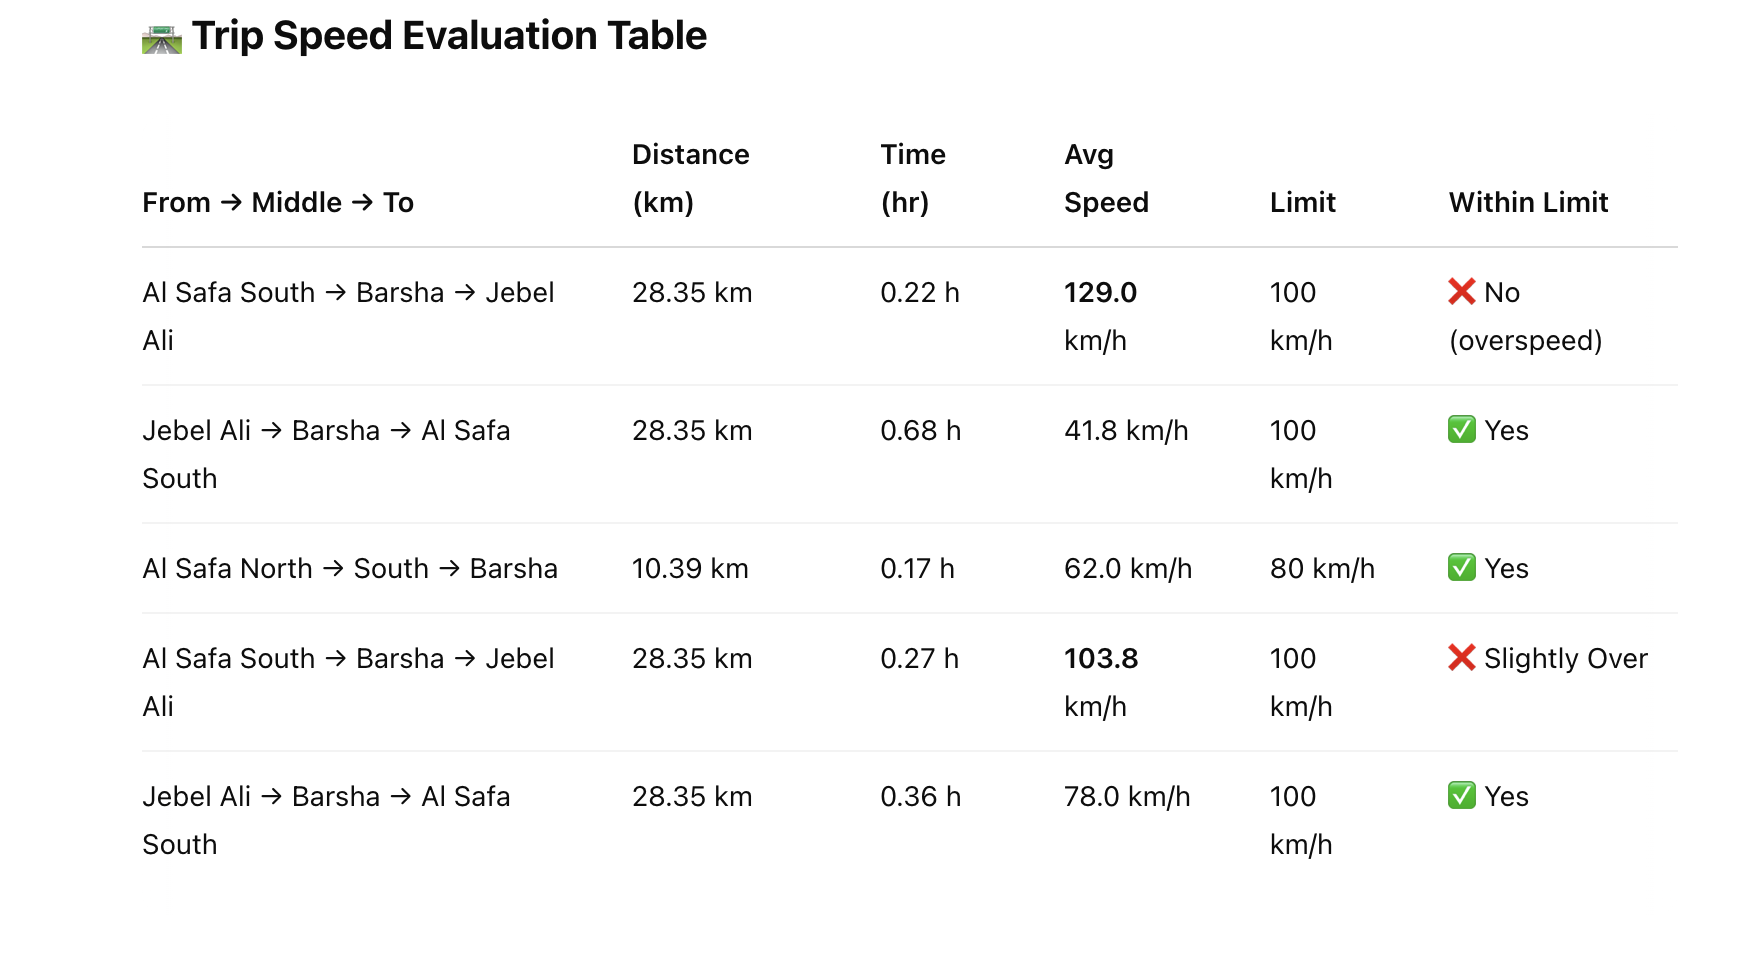 🛣️ Trip Speed Evaluation Table
From → Middle → To Distance (km) Time (hr) Avg Speed Limit Within Limit
Al Safa South → Barsha → Jebel Ali 28.35 km 0.22 h 129.0 km/h 100 km/h ❌ No (overspeed)
Jebel Ali → Barsha → Al Safa South 28.35 km 0.68 h 41.8 km/h 100 km/h ✅ Yes
Al Safa North → South → Barsha 10.39 km 0.17 h 62.0 km/h 80 km/h ✅ Yes
Al Safa South → Barsha → Jebel Ali 28.35 km 0.27 h 103.8 km/h 100 km/h ❌ Slightly Over
Jebel Ali → Barsha → Al Safa South 28.35 km 0.36 h 78.0 km/h 100 km/h ✅ Yes